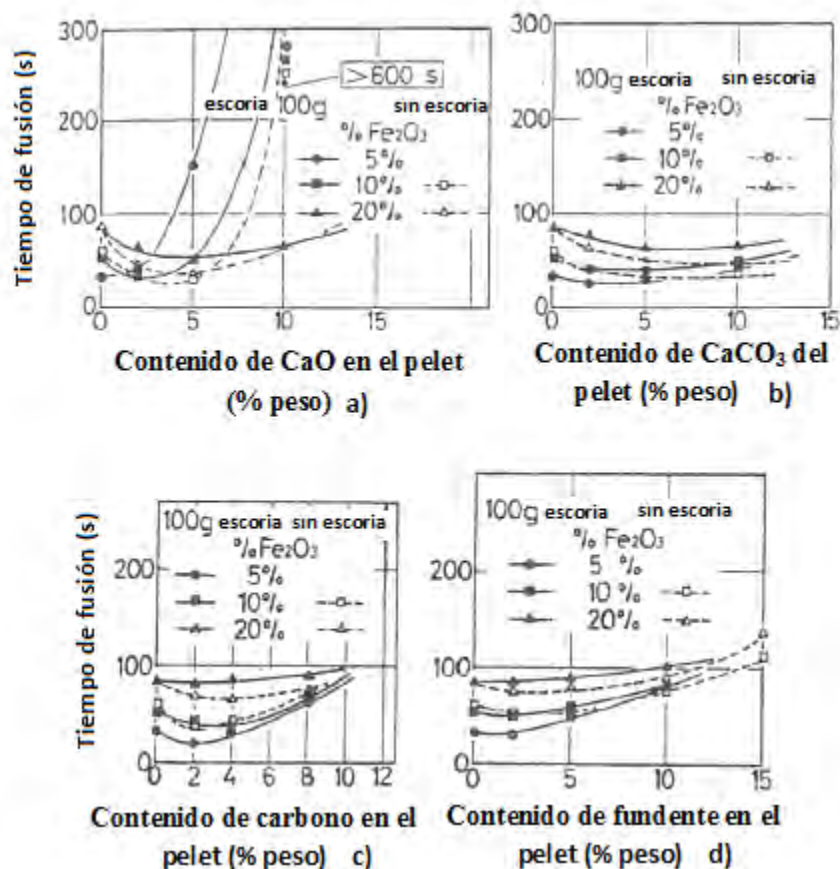 Tiempo de fusión (s)
300
200
100
0
escoria 100g sin escoria
>600 s
% Fe₂O₃
5%
10%
20%
0 5 10 15
Contenido de CaO en el pelet
(% peso) a)
300
200
100
0
100g escoria sin escoria
% Fe₂O₃
5%
10%
20%
0 5 10 15
Contenido de CaCO₃ del
pelet (% peso) b)
Tiempo de fusión (s)
200
100
0
100g escoria sin escoria
% Fe₂O₃
5%
10%
20%
0 2 4 6 8 10 12
Contenido de carbono en el
pelet (% peso) c)
200
100
0
100g escoria sin escoria
% Fe₂O₃
5 %
10 %
20%
0 5 10 15
Contenido de fundente en el
pelet (% peso) d)